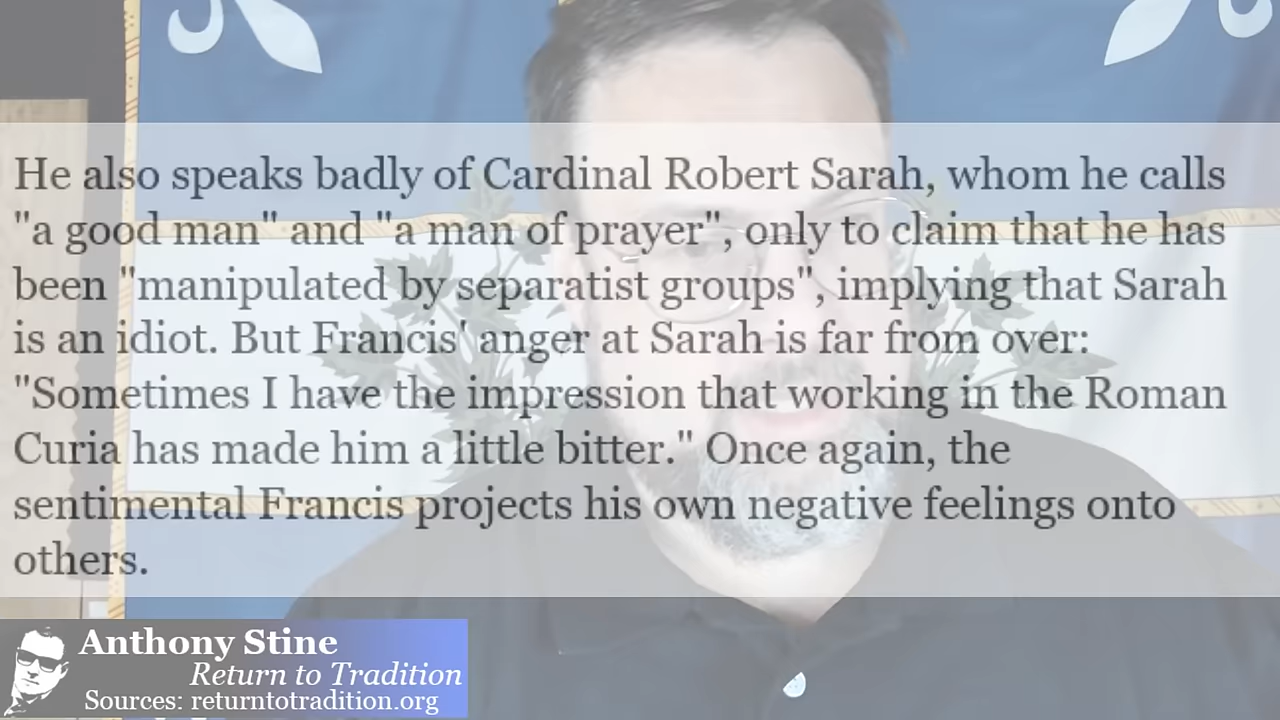 He also speaks badly of Cardinal Robert Sarah, whom he calls
"a good man" and "a man of prayer", only to claim that he has
been "manipulated by separatist groups", implying that Sarah
is an idiot. But Francis' anger at Sarah is far from over:
"Sometimes I have the impression that working in the Roman
Curia has made him a little bitter." Once again, the
sentimental Francis projects his own negative feelings onto
others.
Anthony Stine
Return to Tradition
Sources: returntotradition.org